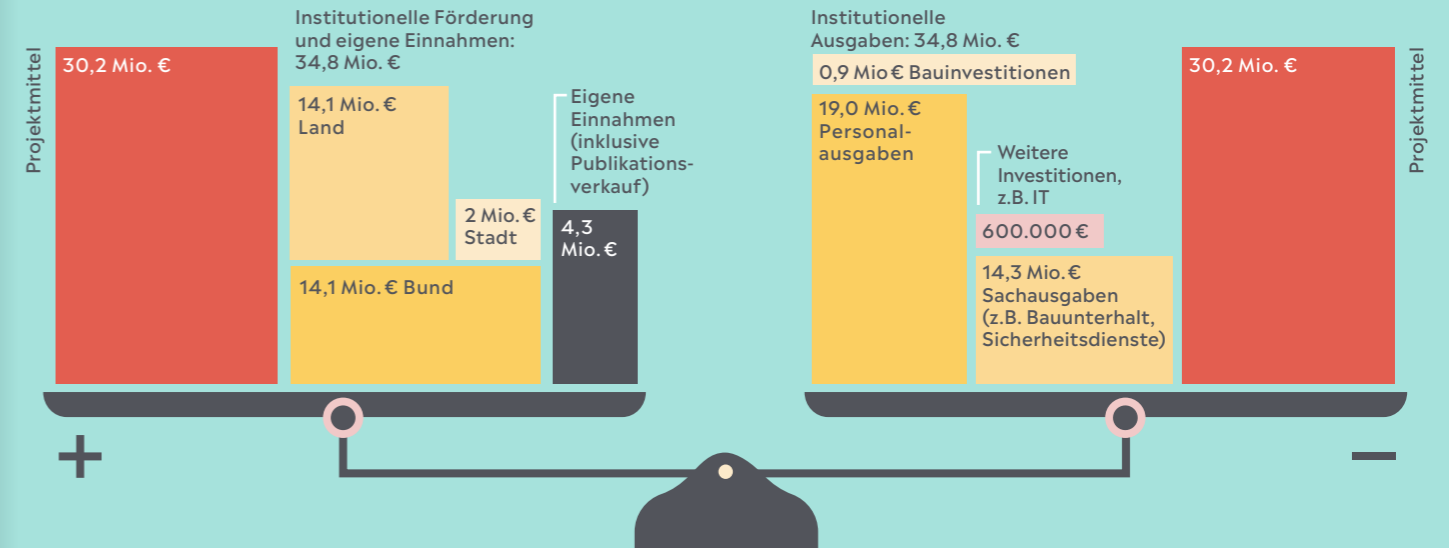 Projektmittel
30,2 Mio. €
Institutionelle Förderung
und eigene Einnahmen:
34,8 Mio. €
14,1 Mio. €
Land
2 Mio. €
Stadt
14,1 Mio. € Bund
Eigene
Einnahmen
(inklusive
Publikations-
verkauf)
4,3
Mio. €
Institutionelle
Ausgaben: 34,8 Mio. €
0,9 Mio € Bauinvestitionen
19,0 Mio. €
Personal-
ausgaben
Weitere
Investitionen,
z.B. IT
600.000 €
14,3 Mio. €
Sachausgaben
(z.B. Bauunterhalt,
Sicherheitsdienste)
30,2 Mio. €
Projektmittel
+
−